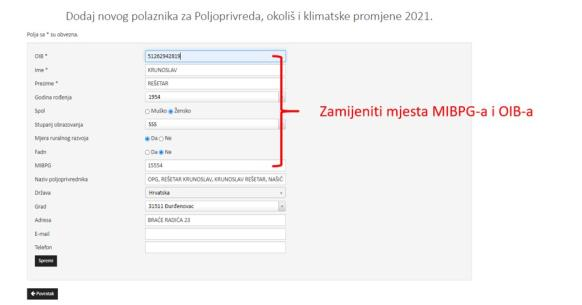 Dodaj novog polaznika za Poljoprivreda, okoliš i klimatske promjene 2021.
Polja sa * su obvezna.
OIB * 51262942819
Ime * KRUNOSLAV
Prezime * REŠETAR
Godina rođenja 1954
Spol Muško Žensko
Zamijeniti mjesta MIBPG-a i OIB-a
Stupanj obrazovanja SSS
Mjera ruralnog razvoja Da Ne
Fadn Da Ne
MIBPG 15554
Naziv poljoprivrednika OPG, REŠETAR KRUNOSLAV, KRUNOSLAV REŠETAR, NAŠIC
Država Hrvatska
Grad 31511 Đurđenovac
Adresa BRAĆE RADIĆA 23
E-mail
Telefon
Spremi
Povratak